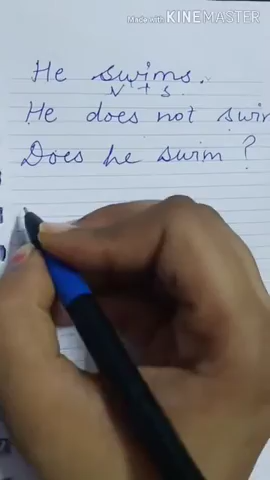 Made with KINEMASTER
He swims.
V + s
He does not swim
Does he swim ?